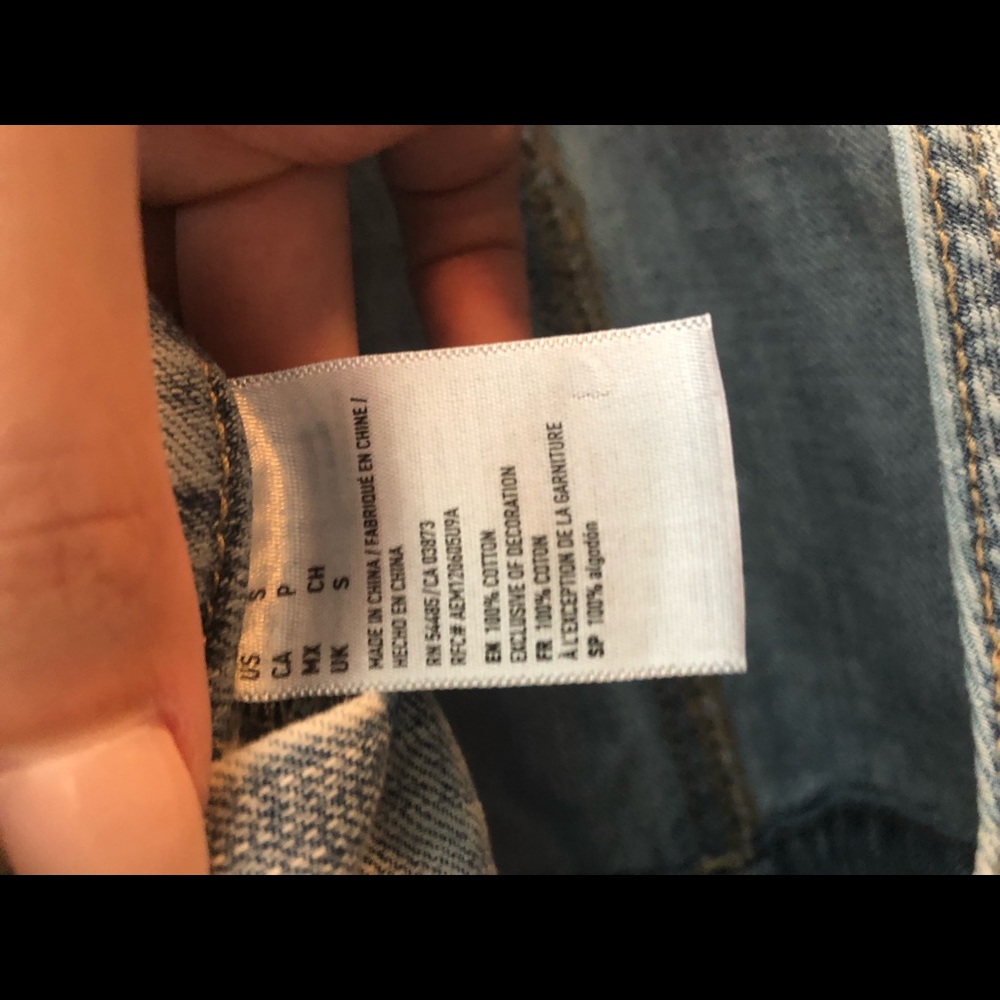 US S
CA P
MX CH
UK S
MADE IN CHINA / FABRIQUÉ EN CHINE /
HECHO EN CHINA
RN 54485/CA 03873
RFC# AEM120605U9A
EN 100% COTTON
EXCLUSIVE OF DECORATION
FR 100% COTON
À L'EXCEPTION DE LA GARNITURE
SP 100% algodón